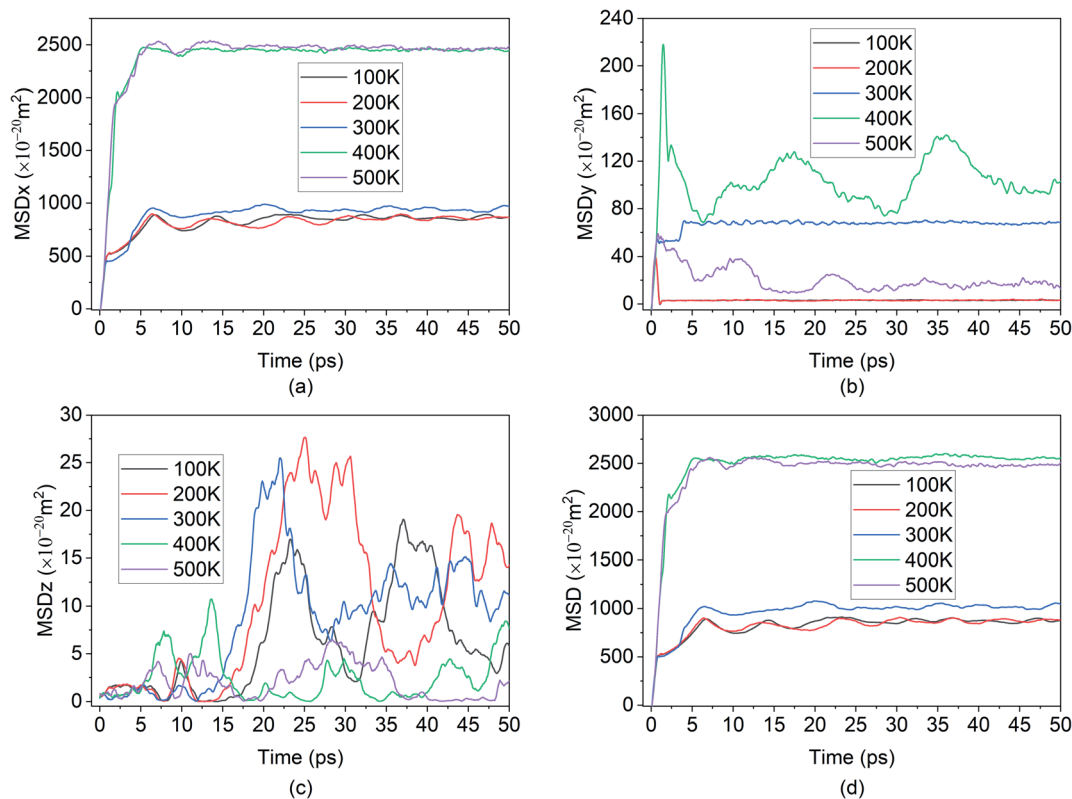 2500
2000
1500
1000
500
0
MSDx (×10⁻²⁰m²)
100K
200K
300K
400K
500K
0 5 10 15 20 25 30 35 40 45 50
Time (ps)
(a)
240
200
160
120
80
40
0
MSDy (×10⁻²⁰m²)
100K
200K
300K
400K
500K
0 5 10 15 20 25 30 35 40 45 50
Time (ps)
(b)
30
25
20
15
10
5
0
MSDz (×10⁻²⁰m²)
100K
200K
300K
400K
500K
0 5 10 15 20 25 30 35 40 45 50
Time (ps)
(c)
3000
2500
2000
1500
1000
500
0
MSD (×10⁻²⁰m²)
100K
200K
300K
400K
500K
0 5 10 15 20 25 30 35 40 45 50
Time (ps)
(d)